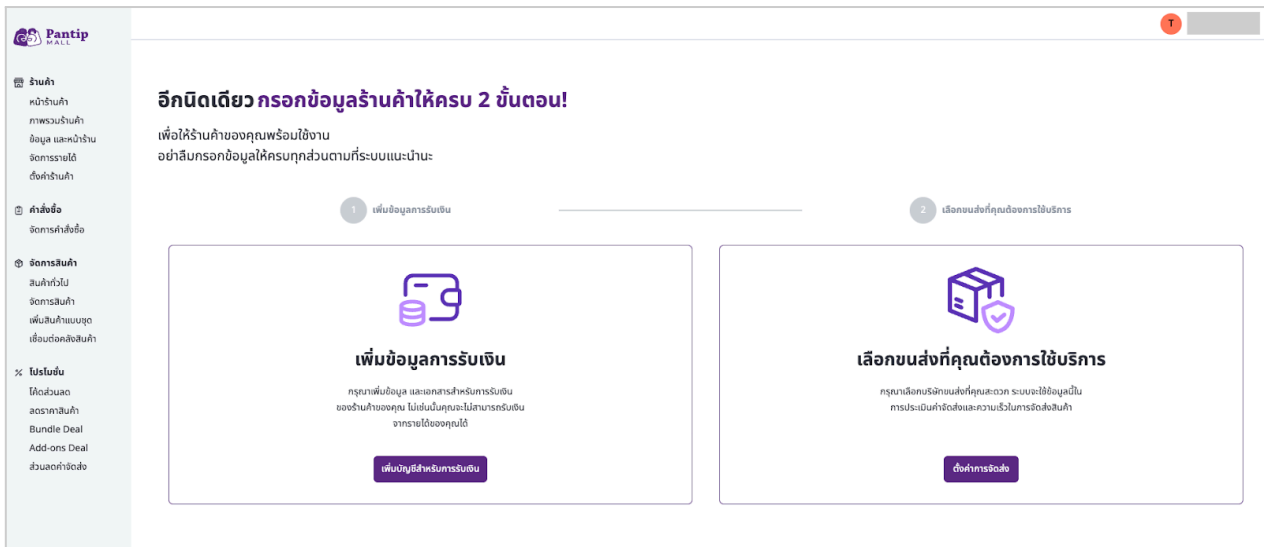 Pantip
MALL
T
ร้านค้า
หน้าร้านค้า
ภาพรวมร้านค้า
ข้อมูล และหน้าร้าน
จัดการรายได้
ตั้งค่าร้านค้า
คำสั่งซื้อ
จัดการคำสั่งซื้อ
จัดการสินค้า
สินค้าทั่วไป
จัดการสินค้า
เพิ่มสินค้าแบบชุด
เชื่อมต่อคลังสินค้า
โปรโมชั่น
โค้ดส่วนลด
ลดราคาสินค้า
Bundle Deal
Add-ons Deal
ส่วนลดค่าจัดส่ง
อีกนิดเดียว กรอกข้อมูลร้านค้าให้ครบ 2 ขั้นตอน!
เพื่อให้ร้านค้าของคุณพร้อมใช้งาน
อย่าลืมกรอกข้อมูลให้ครบทุกส่วนตามที่ระบบแนะนำนะ
1 เพิ่มข้อมูลการรับเงิน
2 เลือกขนส่งที่คุณต้องการใช้บริการ
เพิ่มข้อมูลการรับเงิน
กรุณาเพิ่มข้อมูล และเอกสารสำหรับการรับเงิน
ของร้านค้าของคุณ ไม่เช่นนั้นคุณจะไม่สามารถรับเงิน
จากรายได้ของคุณได้
เพิ่มบัญชีสำหรับการรับเงิน
เลือกขนส่งที่คุณต้องการใช้บริการ
กรุณาเลือกบริษัทขนส่งที่คุณสะดวก ระบบจะใช้ข้อมูลนี้ใน
การประเมินค่าจัดส่งและความเร็วในการจัดส่งสินค้า
ตั้งค่าการจัดส่ง